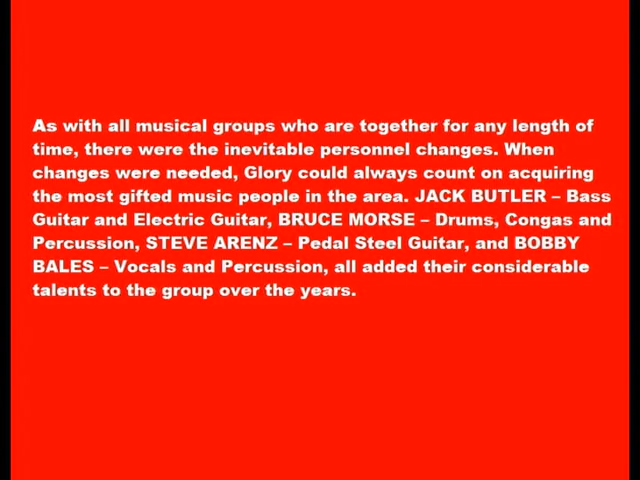 As with all musical groups who are together for any length of
time, there were the inevitable personnel changes. When
changes were needed, Glory could always count on acquiring
the most gifted music people in the area. JACK BUTLER – Bass
Guitar and Electric Guitar, BRUCE MORSE – Drums, Congas and
Percussion, STEVE ARENZ – Pedal Steel Guitar, and BOBBY
BALES – Vocals and Percussion, all added their considerable
talents to the group over the years.